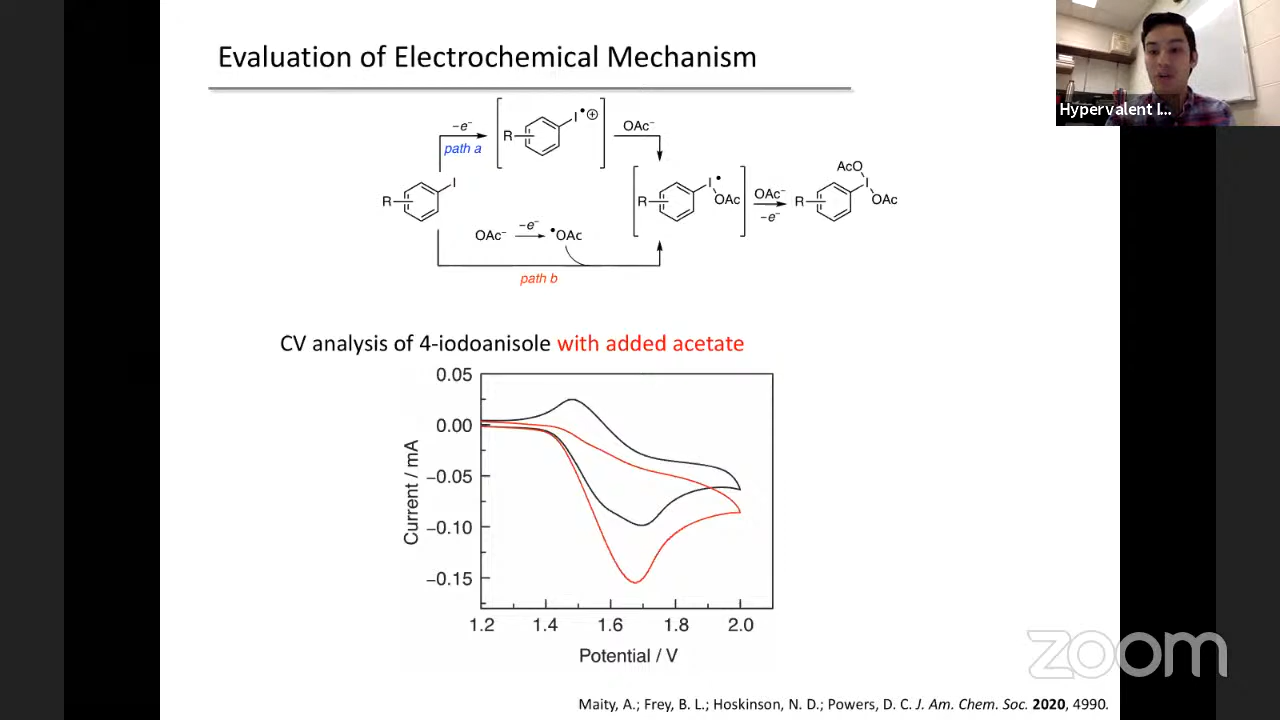 Evaluation of Electrochemical Mechanism
Hypervalent I...
–e⁻
path a
R
I•⊕
OAc⁻
R
I
OAc⁻ –e⁻ •OAc
path b
R
I•
OAc
OAc⁻
–e⁻
AcO
R
I
OAc
CV analysis of 4-iodoanisole with added acetate
0.05
0.00
−0.05
−0.10
−0.15
Current / mA
1.2 1.4 1.6 1.8 2.0
Potential / V
zoom
Maity, A.; Frey, B. L.; Hoskinson, N. D.; Powers, D. C. J. Am. Chem. Soc. 2020, 4990.